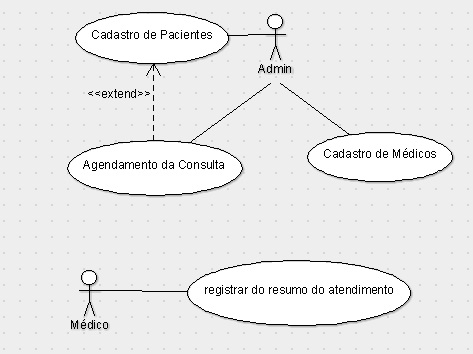 Cadastro de Pacientes
Admin
<<extend>>
Agendamento da Consulta
Cadastro de Médicos
registrar do resumo do atendimento
Médico